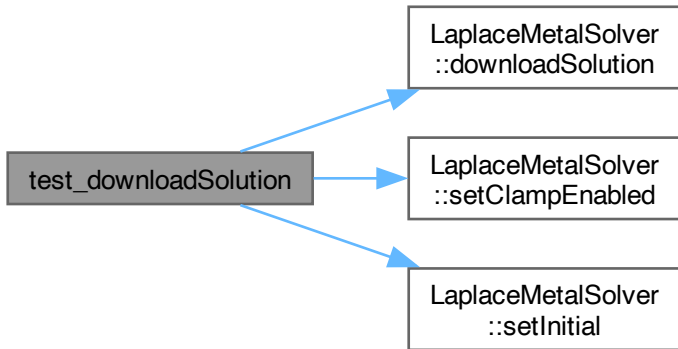 LaplaceMetalSolver
::downloadSolution
test_downloadSolution
LaplaceMetalSolver
::setClampEnabled
LaplaceMetalSolver
::setInitial